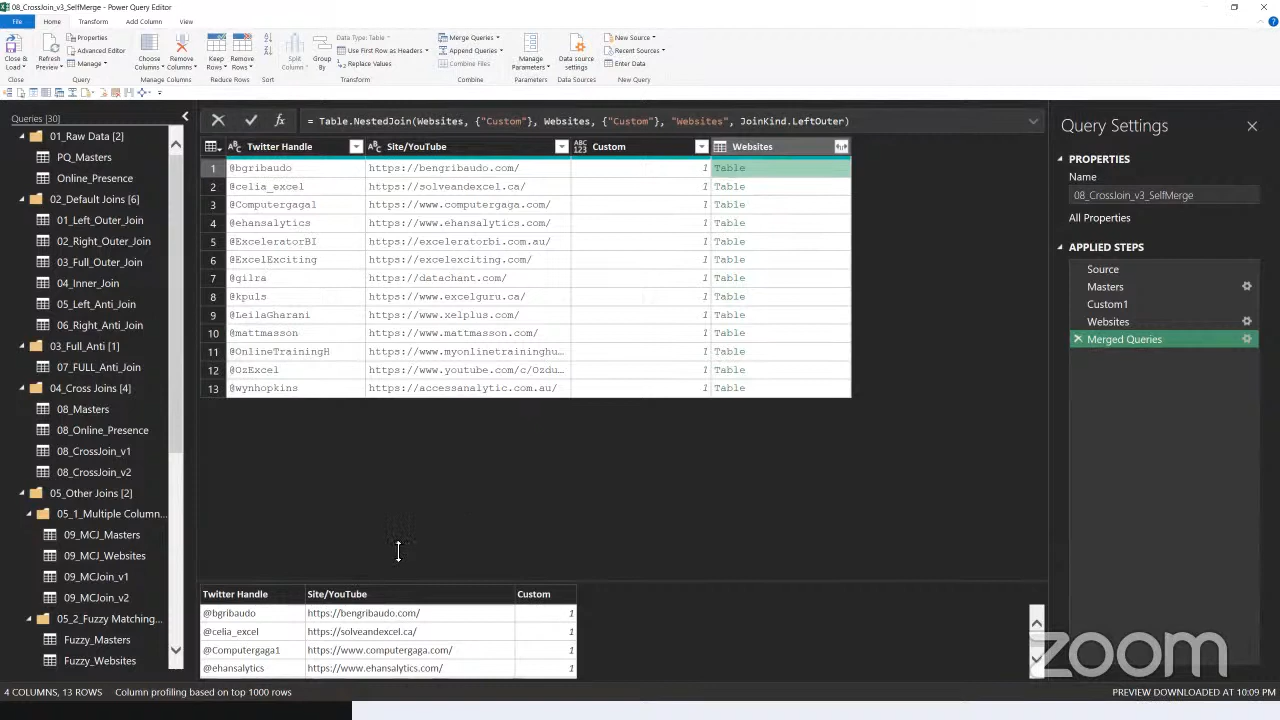 08_CrossJoin_v3_SelfMerge - Power Query Editor
File Home Transform Add Column View
Close & Load
Close
Refresh Preview
Properties
Advanced Editor
Manage
Query
Choose Columns
Remove Columns
Manage Columns
Keep Rows
Remove Rows
Reduce Rows
Sort
Split Column
Group By
Data Type: Table
Use First Row as Headers
Replace Values
Transform
Merge Queries
Append Queries
Combine Files
Combine
Manage Parameters
Parameters
Data source settings
Data Sources
New Source
Recent Sources
Enter Data
New Query
Queries [30]
01_Raw Data [2]
PQ_Masters
Online_Presence
02_Default Joins [6]
01_Left_Outer_Join
02_Right_Outer_Join
03_Full_Outer_Join
04_Inner_Join
05_Left_Anti_Join
06_Right_Anti_Join
03_Full_Anti [1]
07_FULL_Anti_Join
04_Cross Joins [4]
08_Masters
08_Online_Presence
08_CrossJoin_v1
08_CrossJoin_v2
05_Other Joins [2]
05_1_Multiple Column...
09_MCJ_Masters
09_MCJ_Websites
09_MCJoin_v1
09_MCJoin_v2
05_2_Fuzzy Matching...
Fuzzy_Masters
Fuzzy_Websites
= Table.NestedJoin(Websites, {"Custom"}, Websites, {"Custom"}, "Websites", JoinKind.LeftOuter)
Twitter Handle Site/YouTube Custom Websites
1 @bgribaudo https://bengribaudo.com/ 1 Table
2 @celia_excel https://solveandexcel.ca/ 1 Table
3 @Computergaga1 https://www.computergaga.com/ 1 Table
4 @ehansalytics https://www.ehansalytics.com/ 1 Table
5 @ExceleratorBI https://exceleratorbi.com.au/ 1 Table
6 @ExcelExciting https://excelexciting.com/ 1 Table
7 @gilra https://datachant.com/ 1 Table
8 @kpuls https://www.excelguru.ca/ 1 Table
9 @LeilaGharani https://www.xelplus.com/ 1 Table
10 @mattmasson https://www.mattmasson.com/ 1 Table
11 @OnlineTrainingH https://www.myonlinetraininghu... 1 Table
12 @OzExcel https://www.youtube.com/c/Ozdu... 1 Table
13 @wynhopkins https://accessanalytic.com.au/ 1 Table
Twitter Handle Site/YouTube Custom
@bgribaudo https://bengribaudo.com/ 1
@celia_excel https://solveandexcel.ca/ 1
@Computergaga1 https://www.computergaga.com/ 1
@ehansalytics https://www.ehansalytics.com/ 1
Query Settings
PROPERTIES
Name
08_CrossJoin_v3_SelfMerge
All Properties
APPLIED STEPS
Source
Masters
Custom1
Websites
Merged Queries
zoom
4 COLUMNS, 13 ROWS Column profiling based on top 1000 rows
PREVIEW DOWNLOADED AT 10:09 PM